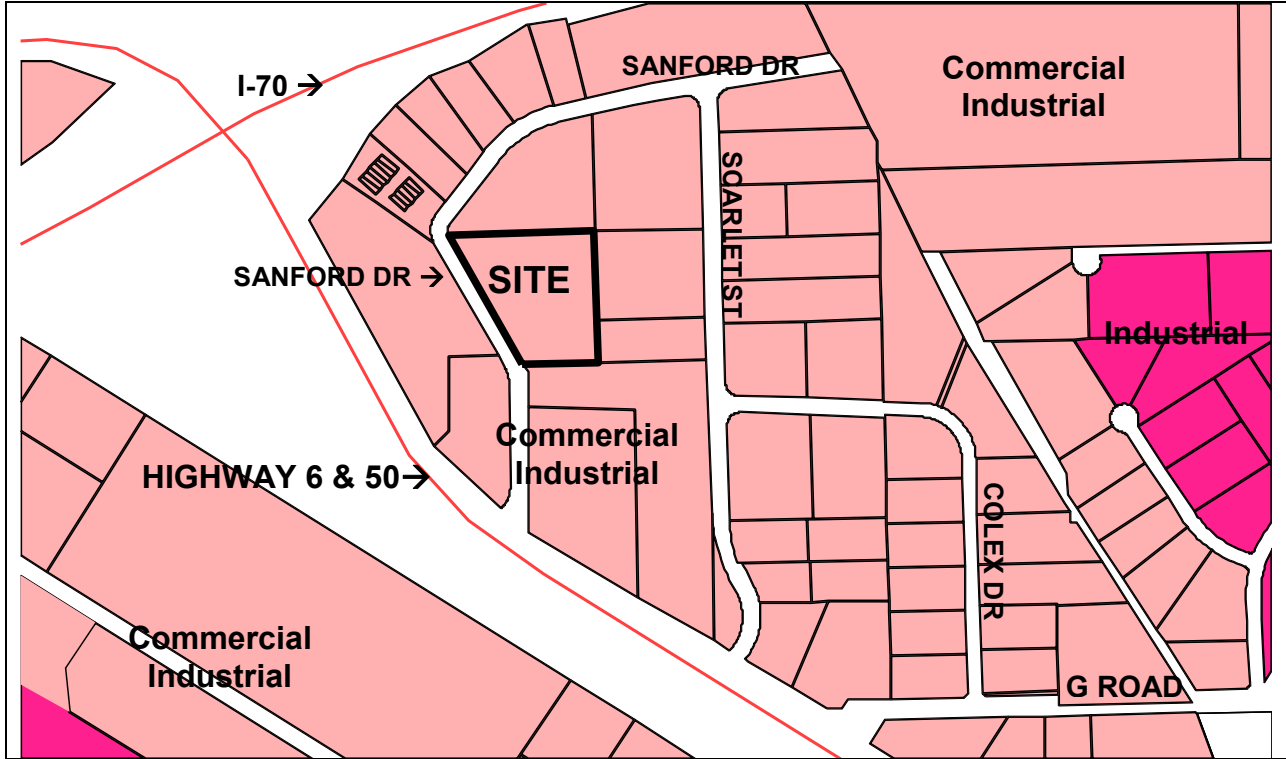 SANFORD DR
Commercial
Industrial
I-70 →
SCARLET ST
SANFORD DR →
SITE
Industrial
Commercial
Industrial
HIGHWAY 6 & 50→
COLEX DR
Commercial
Industrial
G ROAD